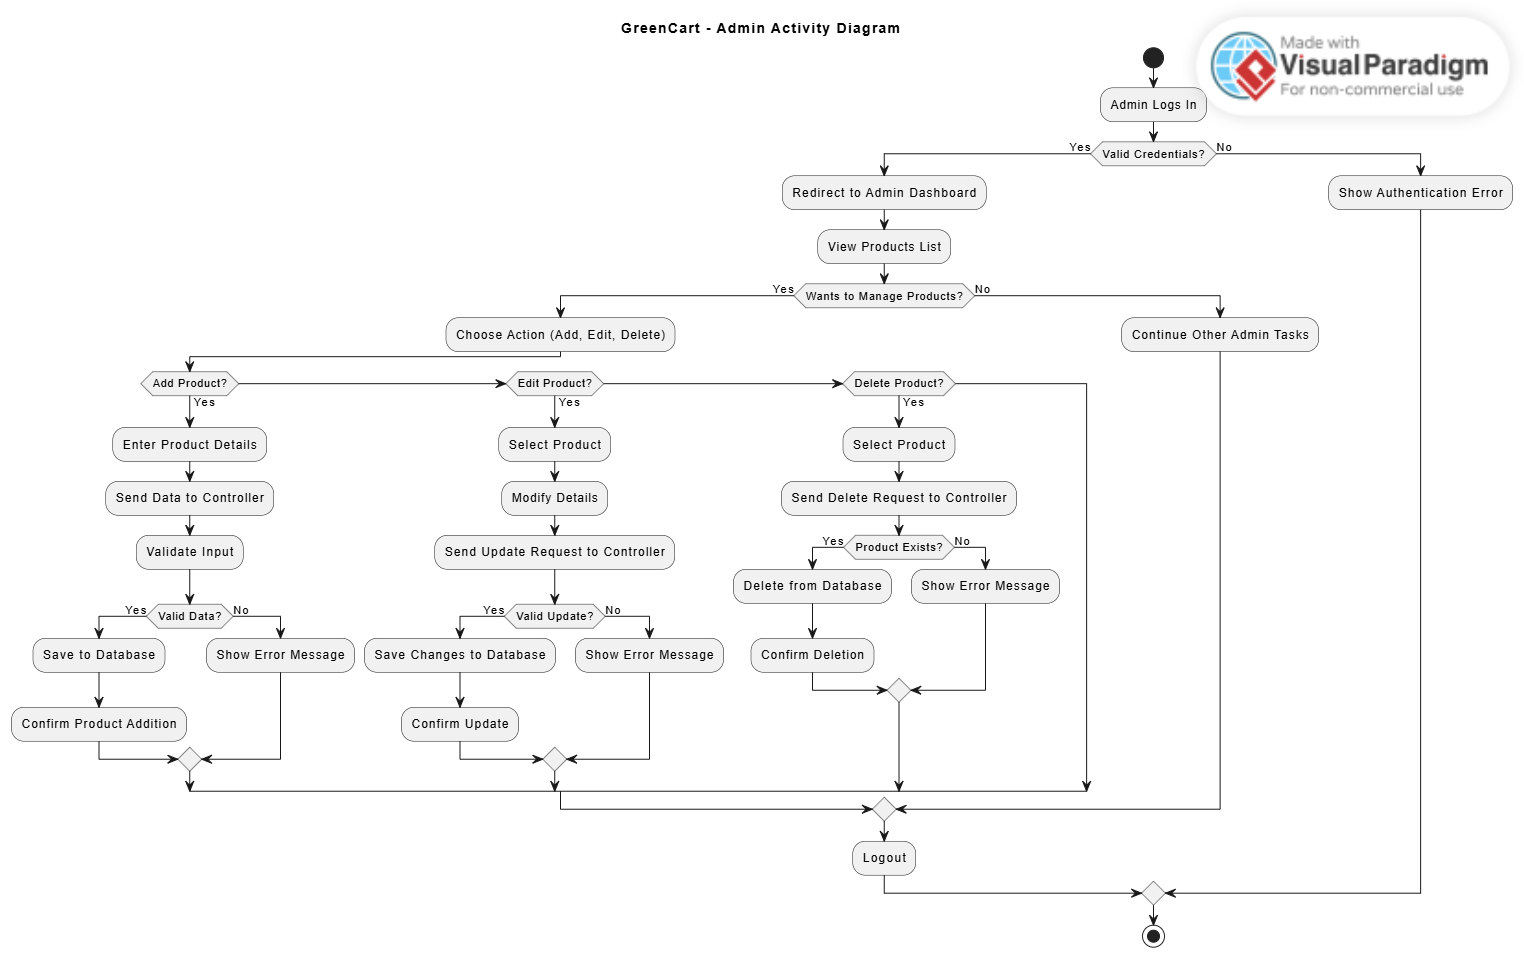 GreenCart - Admin Activity Diagram
Made with
Visual Paradigm
For non-commercial use
Admin Logs In
Yes
Valid Credentials?
No
Redirect to Admin Dashboard
Show Authentication Error
View Products List
Yes
Wants to Manage Products?
No
Choose Action (Add, Edit, Delete)
Continue Other Admin Tasks
Add Product?
Edit Product?
Delete Product?
Yes
Yes
Yes
Enter Product Details
Select Product
Select Product
Send Data to Controller
Modify Details
Send Delete Request to Controller
Validate Input
Send Update Request to Controller
Yes
Product Exists?
No
Delete from Database
Show Error Message
Yes
Valid Data?
No
Yes
Valid Update?
No
Save to Database
Show Error Message
Save Changes to Database
Show Error Message
Confirm Deletion
Confirm Product Addition
Confirm Update
Logout